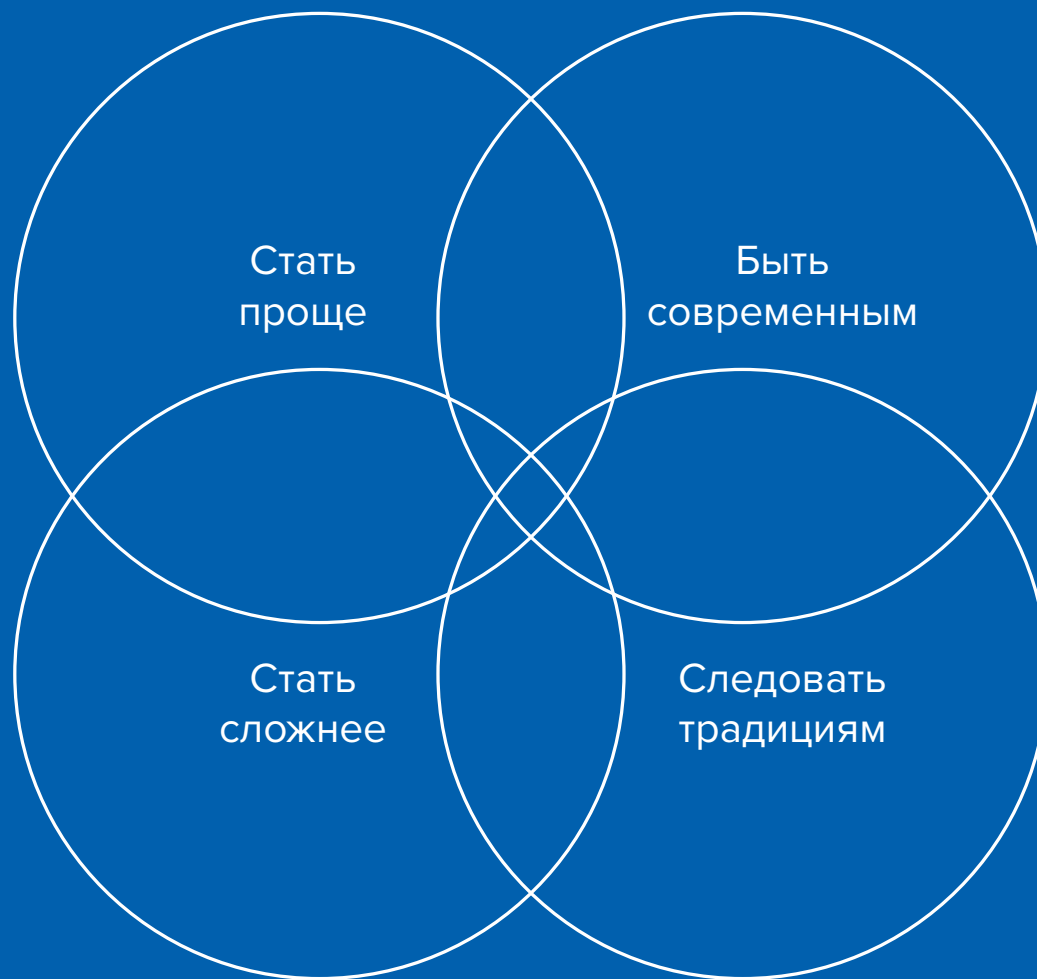 Стать
проще
Быть
современным
Стать
сложнее
Следовать
традициям